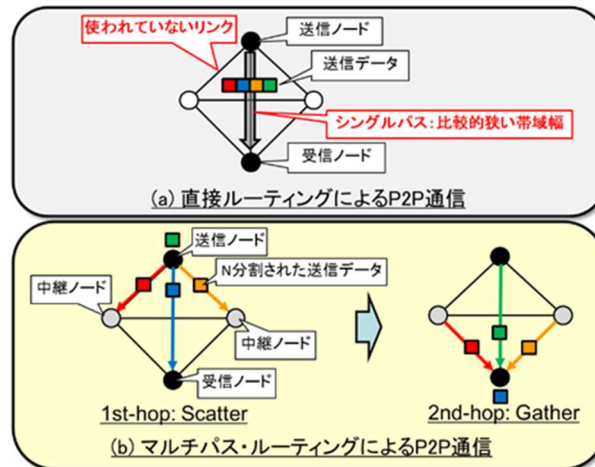 使われていないリンク
送信ノード
送信データ
シングルパス：比較的狭い帯域幅
受信ノード
(a) 直接ルーティングによるP2P通信
送信ノード
N分割された送信データ
中継ノード
中継ノード
受信ノード
1st-hop: Scatter
2nd-hop: Gather
(b) マルチパス・ルーティングによるP2P通信